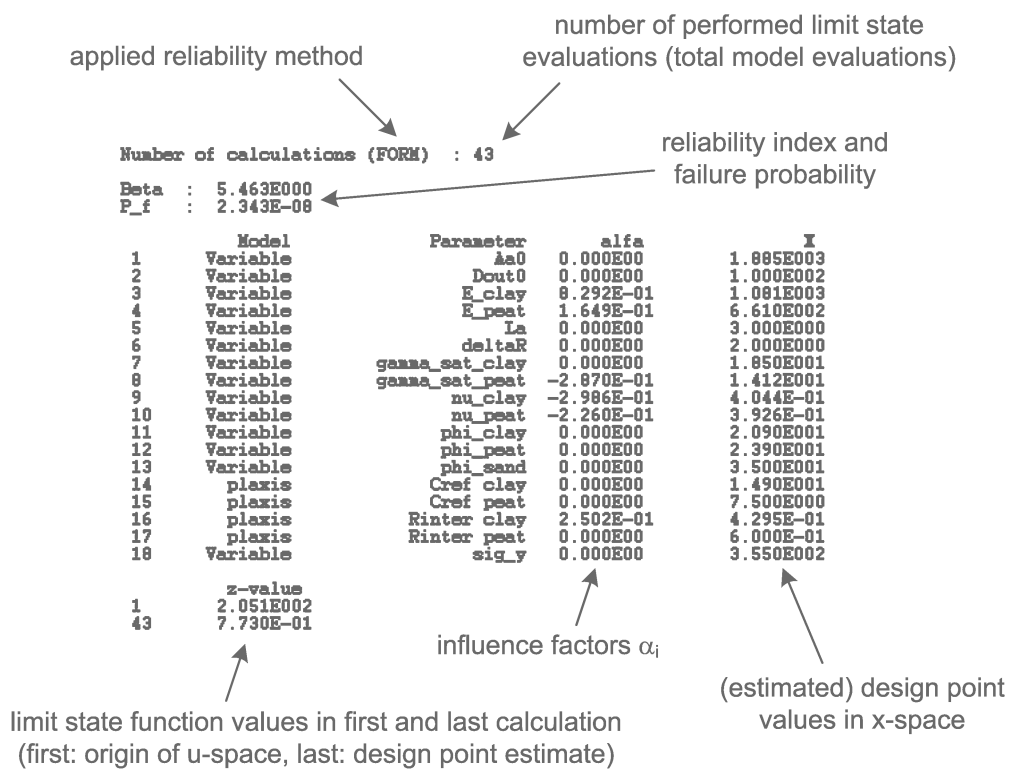 number of performed limit state
evaluations (total model evaluations)
applied reliability method
Number of calculations (FORM) : 43
reliability index and
failure probability
Beta : 5.463E000
P_f : 2.343E-08
Model Parameter alfa X
1 Variable Aa0 0.000E00 1.885E003
2 Variable Dout0 0.000E00 1.000E002
3 Variable E_clay 8.292E-01 1.081E003
4 Variable E_peat 1.649E-01 6.610E002
5 Variable La 0.000E00 3.000E000
6 Variable deltaR 0.000E00 2.000E000
7 Variable gamma_sat_clay 0.000E00 1.850E001
8 Variable gamma_sat_peat -2.870E-01 1.412E001
9 Variable nu_clay -2.986E-01 4.044E-01
10 Variable nu_peat -2.260E-01 3.926E-01
11 Variable phi_clay 0.000E00 2.090E001
12 Variable phi_peat 0.000E00 2.390E001
13 Variable phi_sand 0.000E00 3.500E001
14 plaxis Cref clay 0.000E00 1.490E001
15 plaxis Cref peat 0.000E00 7.500E000
16 plaxis Rinter clay 2.502E-01 4.295E-01
17 plaxis Rinter peat 0.000E00 6.000E-01
18 Variable sig_y 0.000E00 3.550E002
z-value
1 2.051E002
43 7.730E-01
influence factors αi
(estimated) design point
values in x-space
limit state function values in first and last calculation
(first: origin of u-space, last: design point estimate)